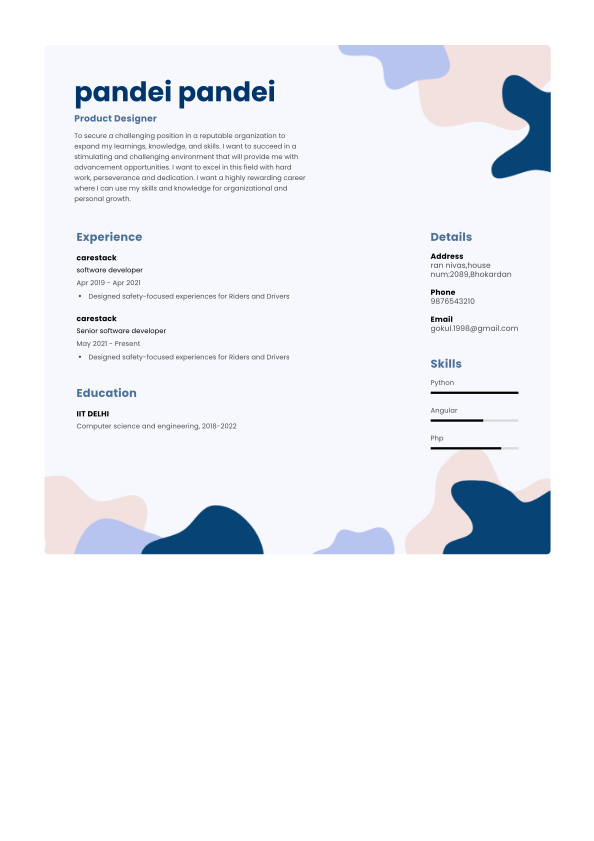 pandei pandei
Product Designer
To secure a challenging position in a reputable organization to
expand my learnings, knowledge, and skills. I want to succeed in a
stimulating and challenging environment that will provide me with
advancement opportunities. I want to excel in this field with hard
work, perseverance and dedication. I want a highly rewarding career
where I can use my skills and knowledge for organizational and
personal growth.
Experience
carestack
software developer
Apr 2019 - Apr 2021
• Designed safety-focused experiences for Riders and Drivers
carestack
Senior software developer
May 2021 - Present
• Designed safety-focused experiences for Riders and Drivers
Education
IIT DELHI
Computer science and engineering, 2018-2022
Details
Address
ran nivas,house
num:2089,Bhokardan
Phone
9876543210
Email
gokul.1998@gmail.com
Skills
Python
Angular
Php